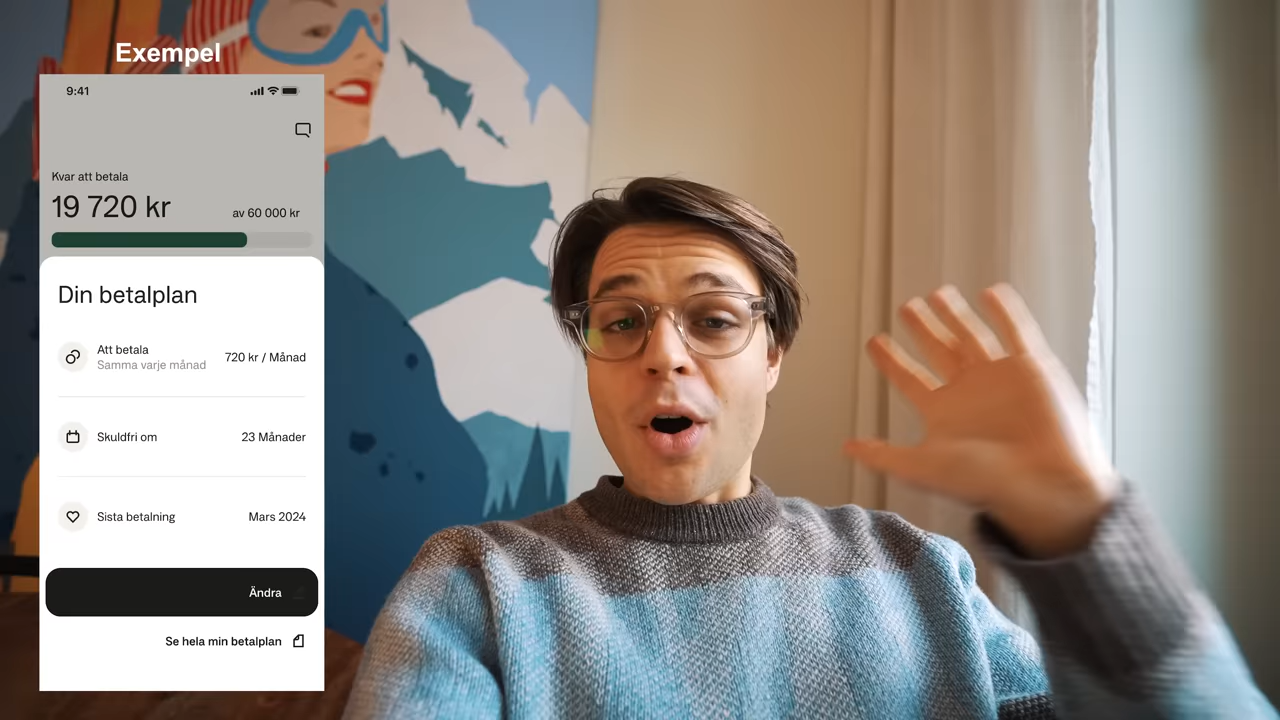 Exempel
9:41
Kvar att betala
19 720 kr
av 60 000 kr
Din betalplan
Att betala
Samma varje månad
720 kr / Månad
Skuldfri om
23 Månader
Sista betalning
Mars 2024
Ändra
Se hela min betalplan